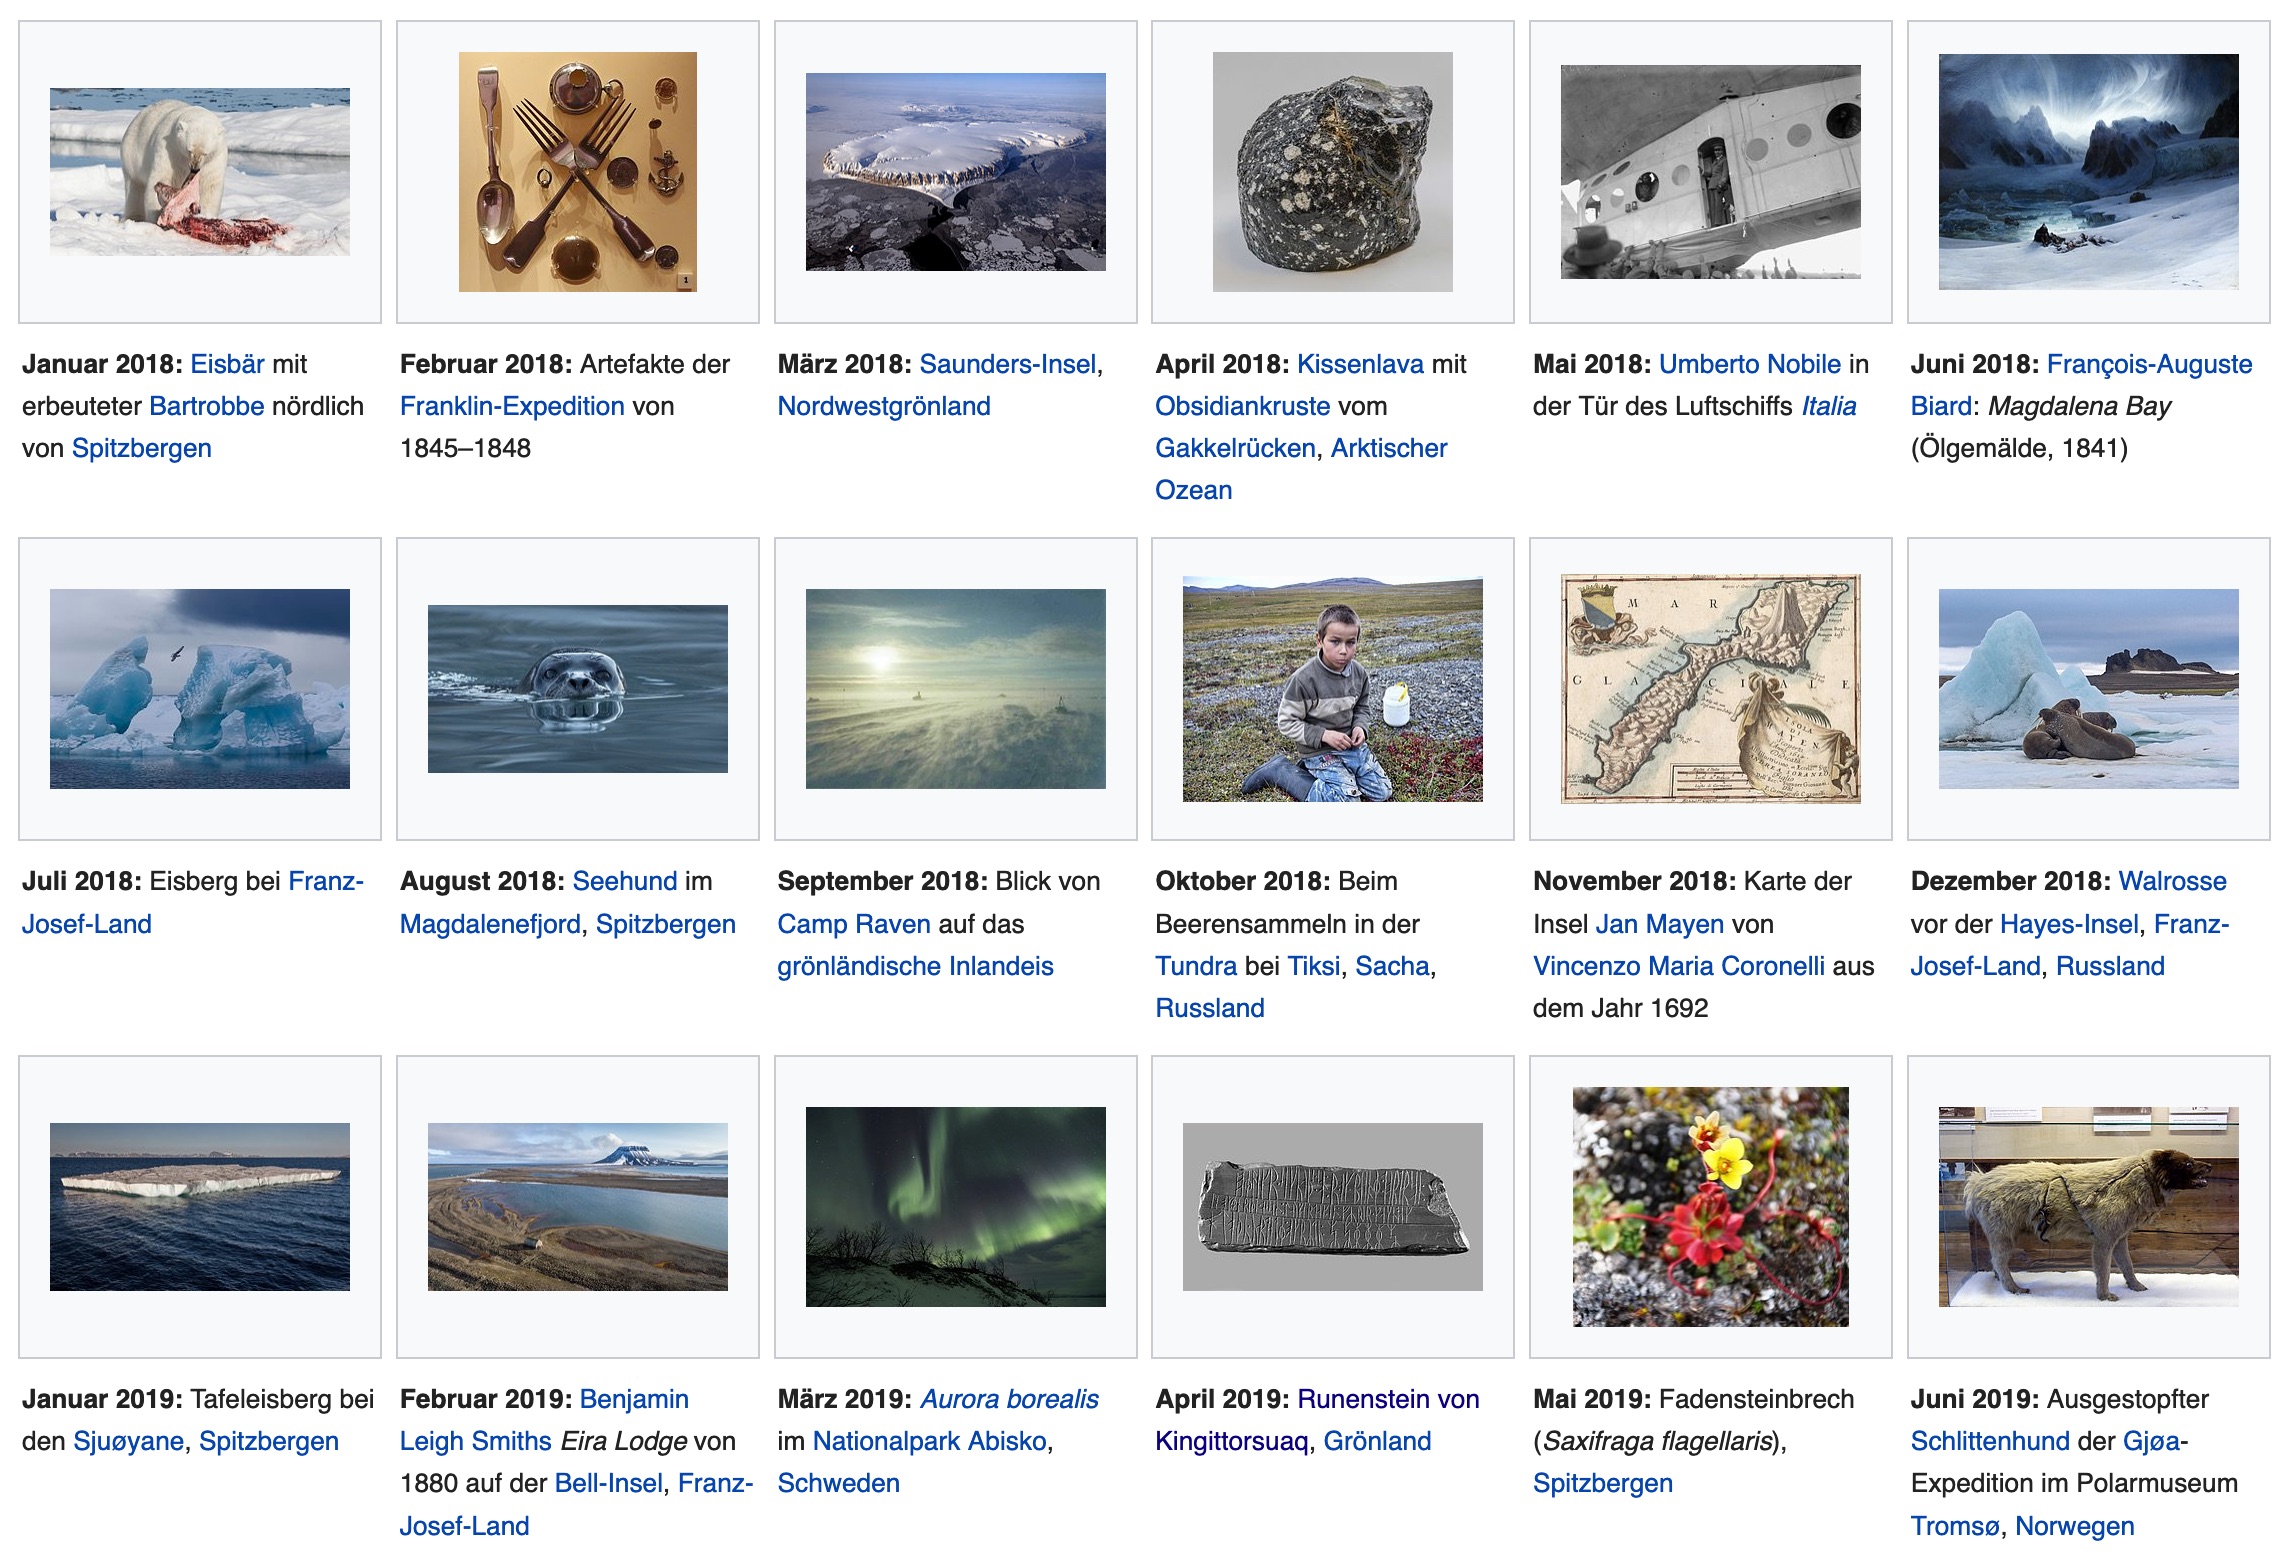 Januar 2018: Eisbär mit
erbeuteter Bartrobbe nördlich
von Spitzbergen
Februar 2018: Artefakte der
Franklin-Expedition von
1845–1848
März 2018: Saunders-Insel,
Nordwestgrönland
April 2018: Kissenlava mit
Obsidiankruste vom
Gakkelrücken, Arktischer
Ozean
Mai 2018: Umberto Nobile in
der Tür des Luftschiffs Italia
Juni 2018: François-Auguste
Biard: Magdalena Bay
(Ölgemälde, 1841)
Juli 2018: Eisberg bei Franz-
Josef-Land
August 2018: Seehund im
Magdalenefjord, Spitzbergen
September 2018: Blick von
Camp Raven auf das
grönländische Inlandeis
Oktober 2018: Beim
Beerensammeln in der
Tundra bei Tiksi, Sacha,
Russland
MAR
GLACIALE
November 2018: Karte der
Insel Jan Mayen von
Vincenzo Maria Coronelli aus
dem Jahr 1692
Dezember 2018: Walrosse
vor der Hayes-Insel, Franz-
Josef-Land, Russland
Januar 2019: Tafeleisberg bei
den Sjuøyane, Spitzbergen
Februar 2019: Benjamin
Leigh Smiths Eira Lodge von
1880 auf der Bell-Insel, Franz-
Josef-Land
März 2019: Aurora borealis
im Nationalpark Abisko,
Schweden
April 2019: Runenstein von
Kingittorsuaq, Grönland
Mai 2019: Fadensteinbrech
(Saxifraga flagellaris),
Spitzbergen
Juni 2019: Ausgestopfter
Schlittenhund der Gjøa-
Expedition im Polarmuseum
Tromsø, Norwegen